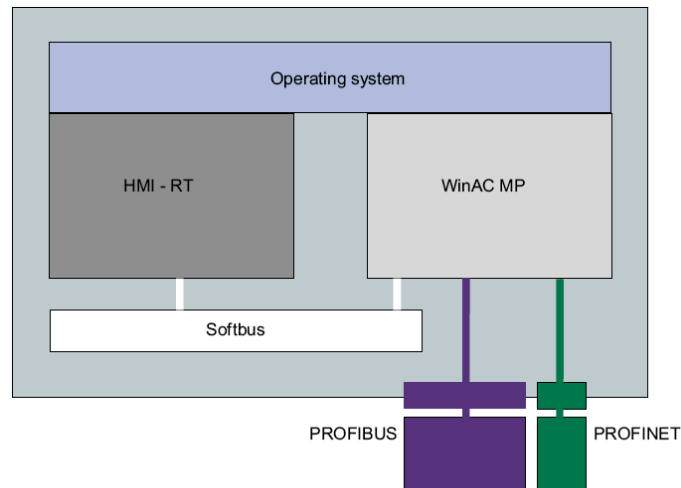 Operating system
HMI - RT
WinAC MP
Softbus
PROFIBUS
PROFINET